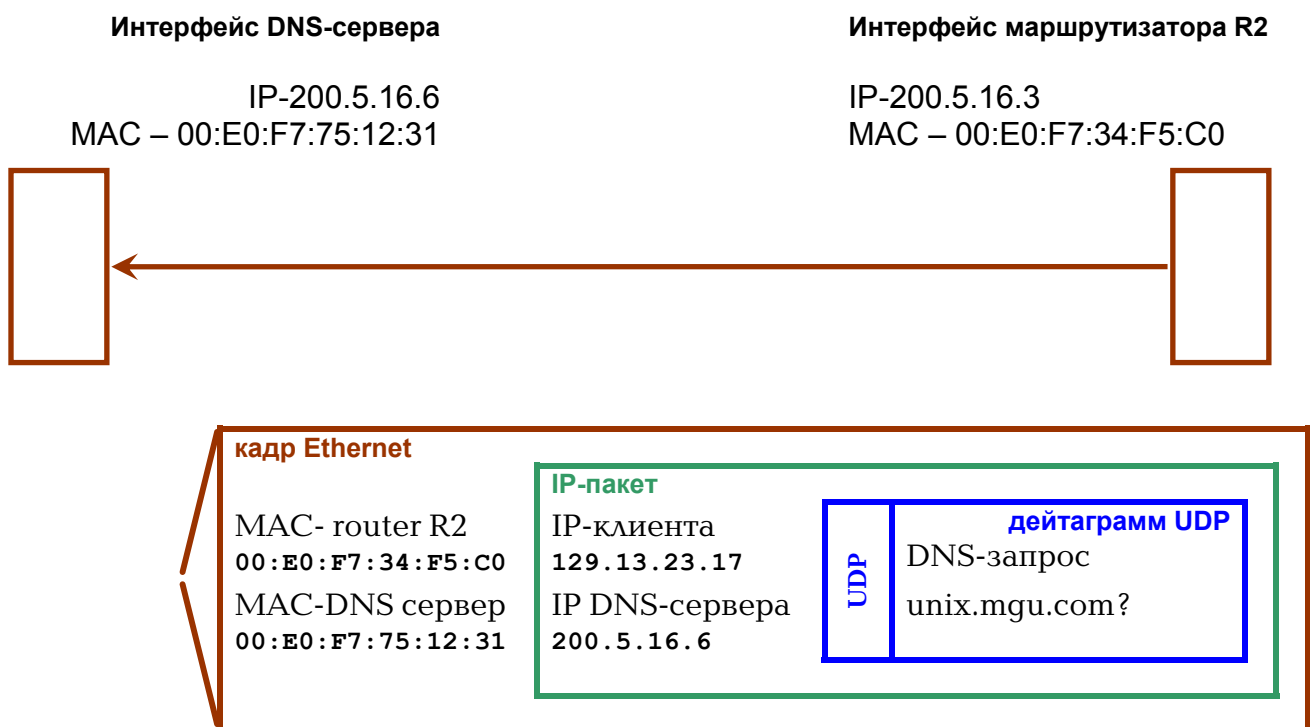 Интерфейс DNS-сервера
Интерфейс маршрутизатора R2
IP-200.5.16.6
MAC – 00:E0:F7:75:12:31
IP-200.5.16.3
MAC – 00:E0:F7:34:F5:C0
кадр Ethernet
MAC- router R2
00:E0:F7:34:F5:C0
MAC-DNS сервер
00:E0:F7:75:12:31
IP-пакет
IP-клиента
129.13.23.17
IP DNS-сервера
200.5.16.6
UDP
дейтаграмм UDP
DNS-запрос
unix.mgu.com?